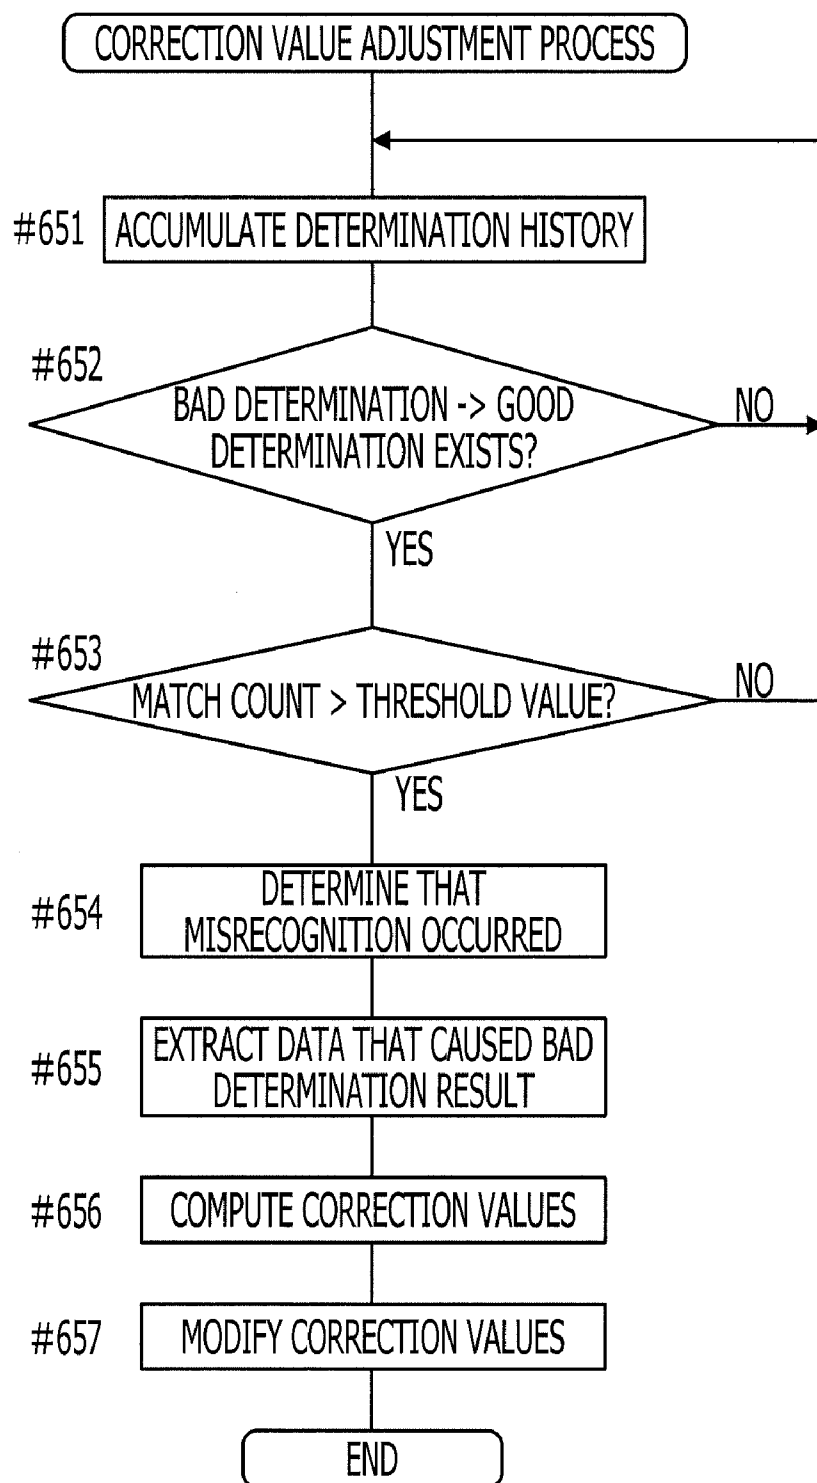 CORRECTION VALUE ADJUSTMENT PROCESS
#651
ACCUMULATE DETERMINATION HISTORY
#652
BAD DETERMINATION -> GOOD
DETERMINATION EXISTS?
NO
YES
#653
MATCH COUNT > THRESHOLD VALUE?
NO
YES
#654
DETERMINE THAT
MISRECOGNITION OCCURRED
#655
EXTRACT DATA THAT CAUSED BAD
DETERMINATION RESULT
#656
COMPUTE CORRECTION VALUES
#657
MODIFY CORRECTION VALUES
END